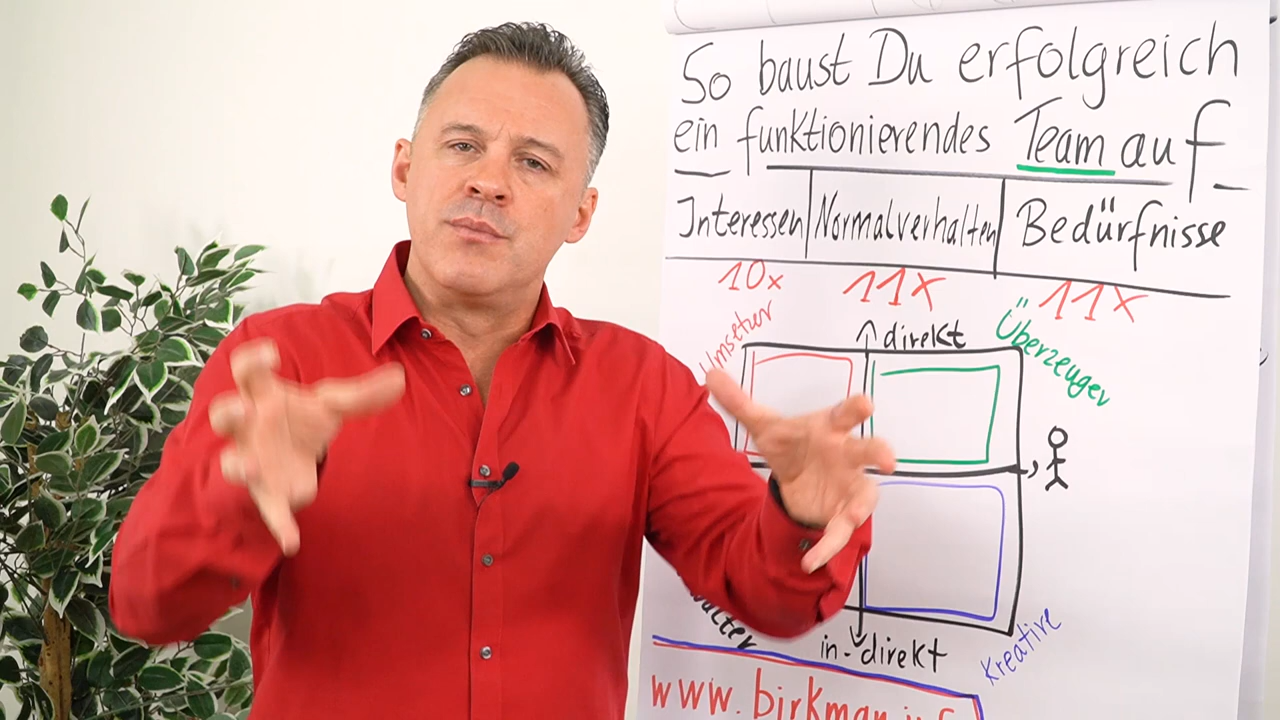 So baust Du erfolgreich
ein funktionierendes Team auf
Interessen Normalverhalten Bedürfnisse
10x 11x 11x
Umsetzer direkt Überzeuger
in-direkt Kreative
www.birkman.inf